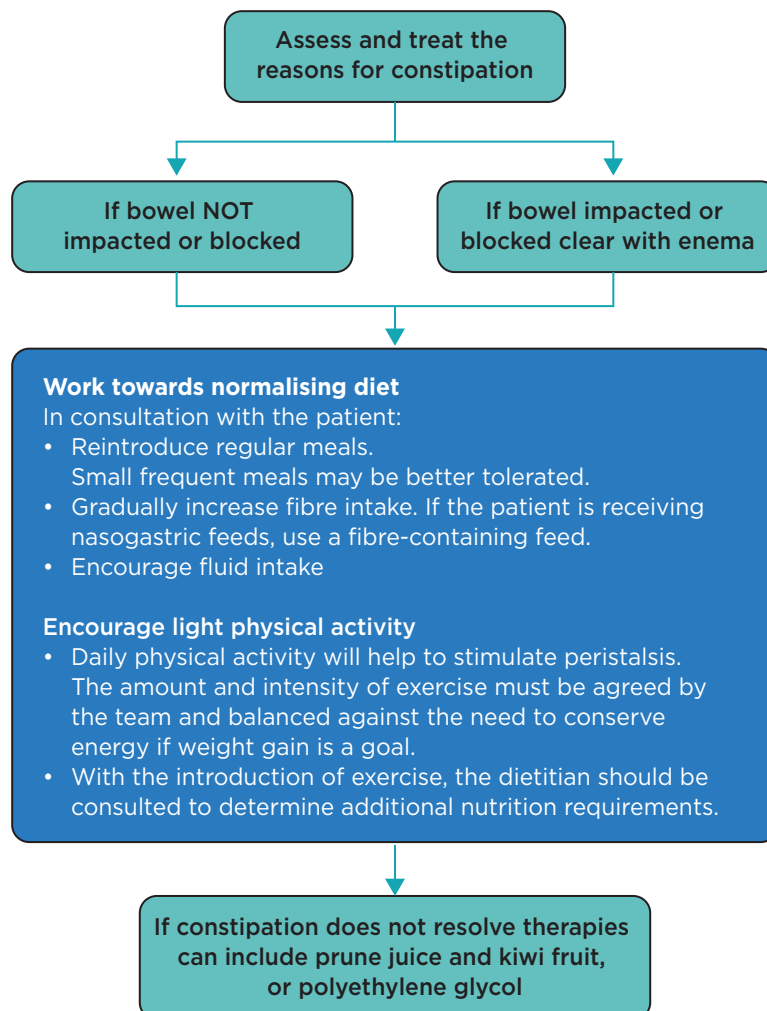 Assess and treat the
reasons for constipation
If bowel NOT
impacted or blocked
If bowel impacted or
blocked clear with enema
Work towards normalising diet
In consultation with the patient:
• Reintroduce regular meals.
Small frequent meals may be better tolerated.
• Gradually increase fibre intake. If the patient is receiving
nasogastric feeds, use a fibre-containing feed.
• Encourage fluid intake
Encourage light physical activity
• Daily physical activity will help to stimulate peristalsis.
The amount and intensity of exercise must be agreed by
the team and balanced against the need to conserve
energy if weight gain is a goal.
• With the introduction of exercise, the dietitian should be
consulted to determine additional nutrition requirements.
If constipation does not resolve therapies
can include prune juice and kiwi fruit,
or polyethylene glycol